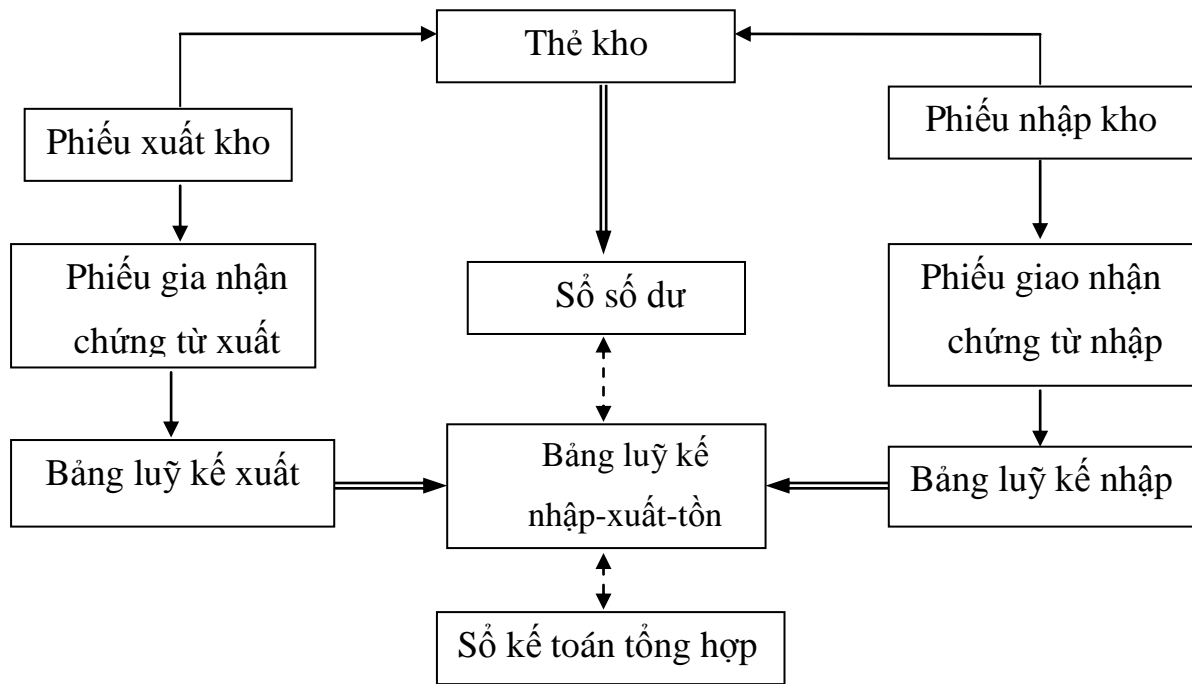 Thẻ kho
Phiếu xuất kho
Phiếu nhập kho
Phiếu gia nhận
chứng từ xuất
Sổ số dư
Phiếu giao nhận
chứng từ nhập
Bảng luỹ kế xuất
Bảng luỹ kế
nhập-xuất-tồn
Bảng luỹ kế nhập
Sổ kế toán tổng hợp